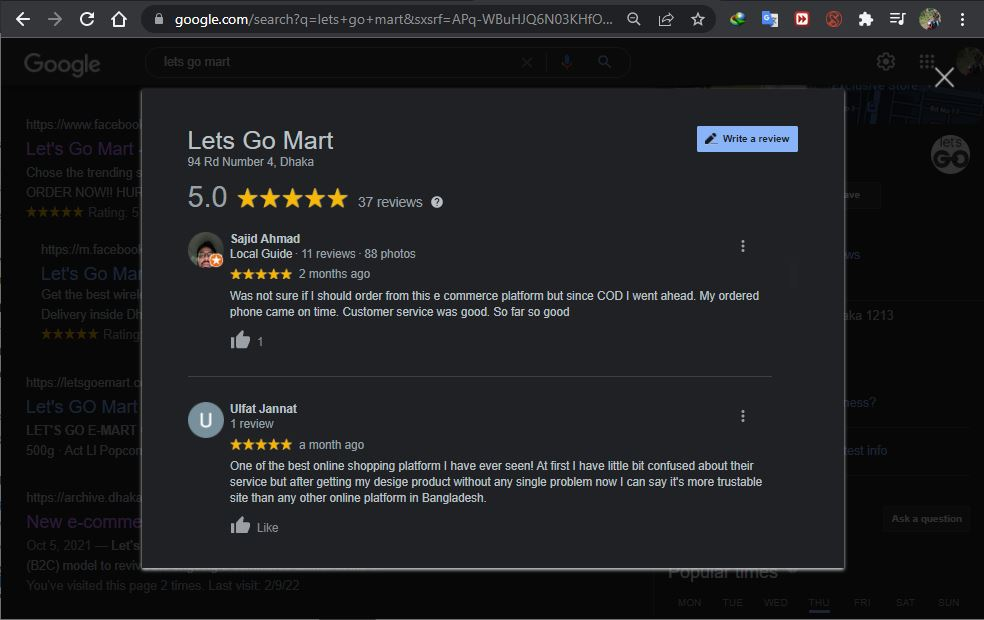 google.com/search?q=lets+go+mart&sxsrf=APq-WBuHJQ6N03KHfO...
Google
lets go mart
https://www.facebook
Let's Go Mart
Chose the trending s
ORDER NOW!! HUR
Rating: 5
https://m.facebook
Let's Go Mar
Get the best wirel
Delivery inside Dh
Rating
https://letsgoemart.c
Let's GO Mart
LET'S GO E-MART
500g · Act LI Popcor
https://archive.dhaka
New e-comme
Oct 5, 2021 — Let's
(B2C) model to reviv
You've visited this page 2 times. Last visit: 2/9/22
Lets Go Mart
94 Rd Number 4, Dhaka
Write a review
5.0
37 reviews
Sajid Ahmad
Local Guide · 11 reviews · 88 photos
2 months ago
Was not sure if I should order from this e commerce platform but since COD I went ahead. My ordered
phone came on time. Customer service was good. So far so good
1
U
Ulfat Jannat
1 review
a month ago
One of the best online shopping platform I have ever seen! At first I have little bit confused about their
service but after getting my desige product without any single problem now I can say it's more trustable
site than any other online platform in Bangladesh.
Like
Exclusive Store
let's
GO
ave
ws
aka 1213
ness?
test info
Ask a question
Popular times
MON TUE WED THU FRI SAT SUN